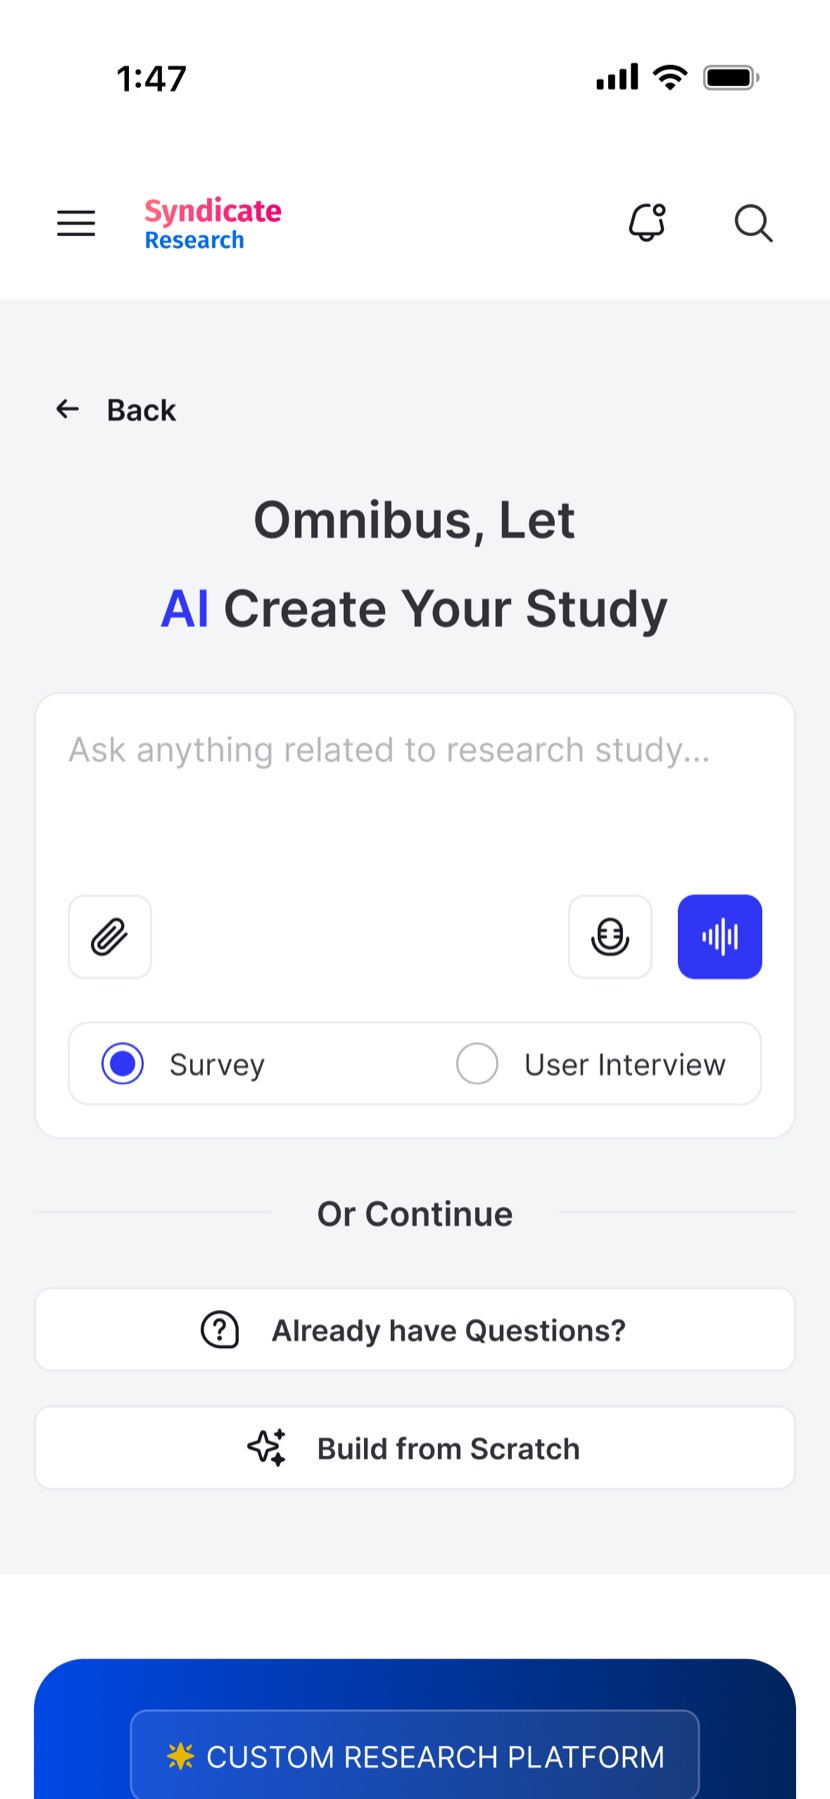 1:47
Syndicate
Research
Back
Omnibus, Let
AI Create Your Study
Ask anything related to research study...
Survey
User Interview
Or Continue
Already have Questions?
Build from Scratch
CUSTOM RESEARCH PLATFORM